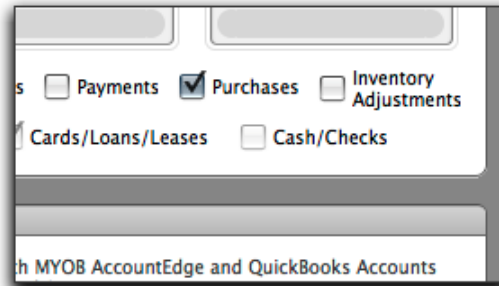 s Payments Purchases Inventory
Adjustments
Cards/Loans/Leases Cash/Checks
h MYOB AccountEdge and QuickBooks Accounts